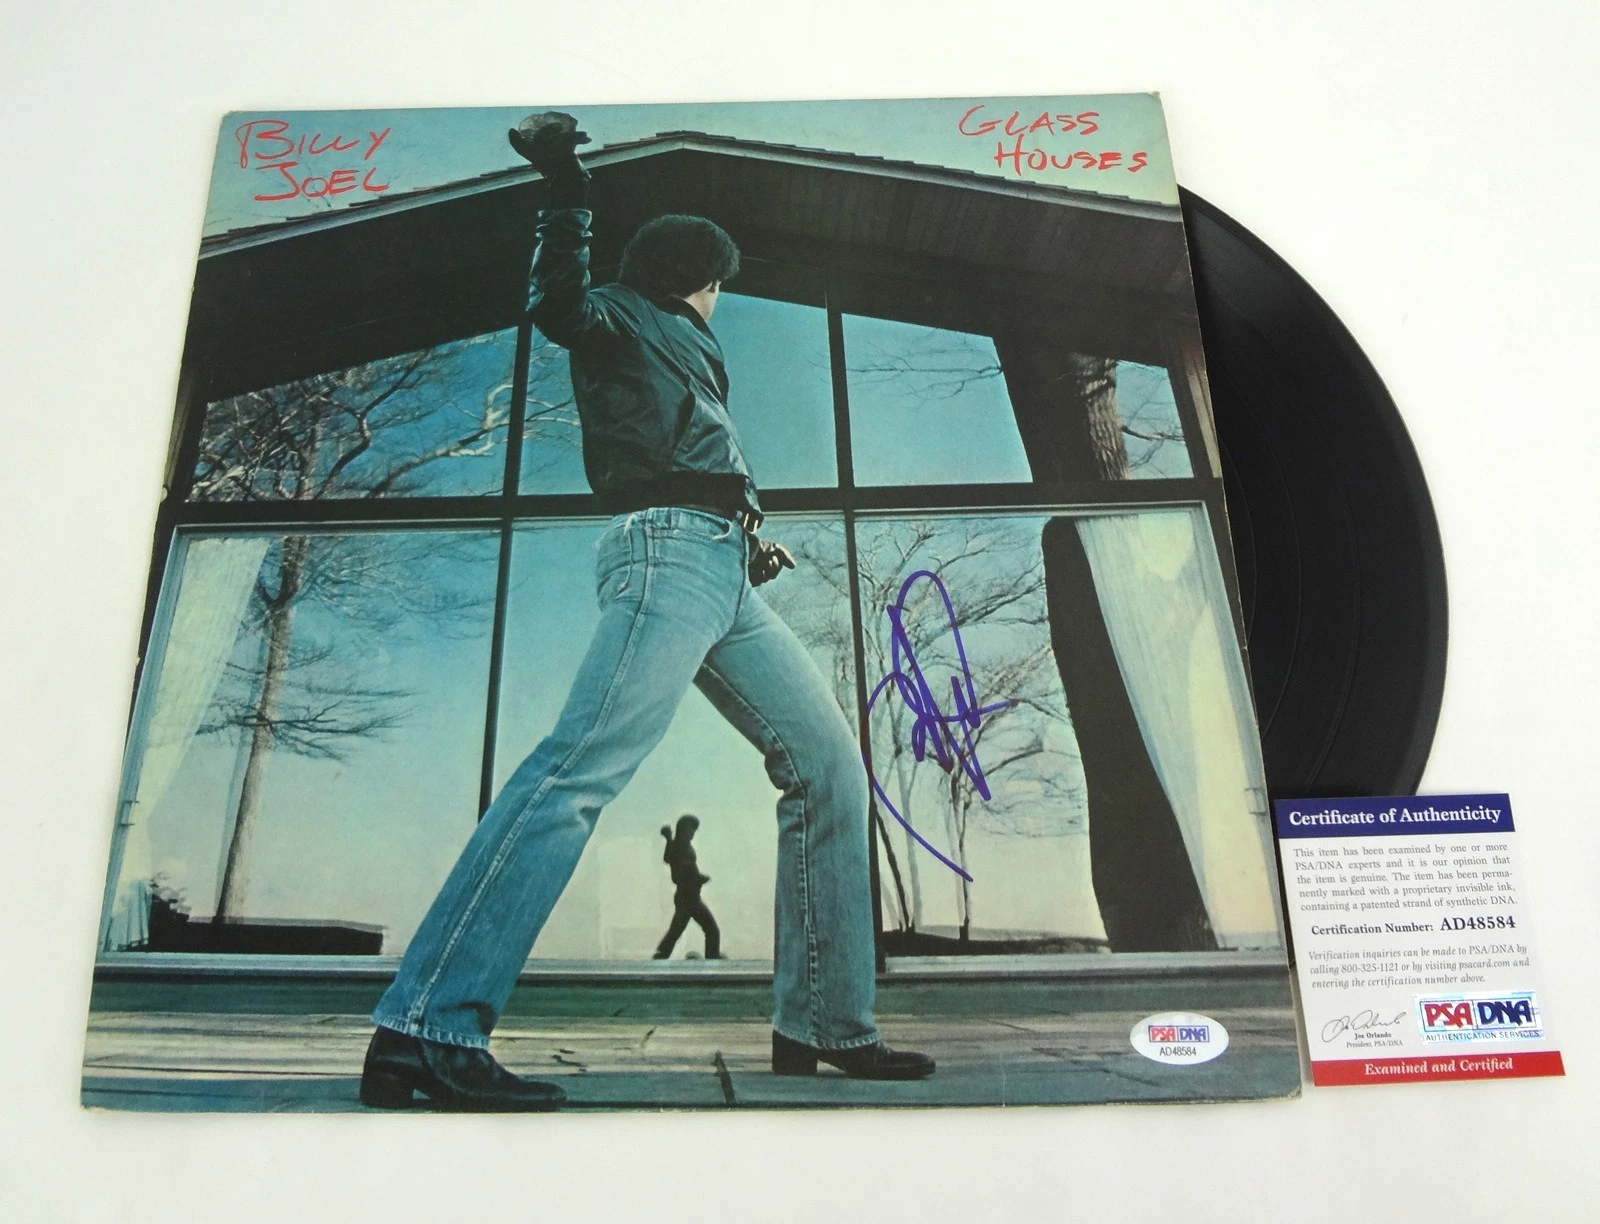 BILLY
JOEL
GLASS
HOUSES
Certificate of Authenticity
This item has been examined by one or more
PSA/DNA experts and it is our opinion that
the item is genuine. The item has been perma-
nently marked with a proprietary invisible ink,
containing a patented strand of synthetic DNA.
Certification Number: AD48584
Verification inquiries can be made to PSA/DNA by
calling 800-325-1121 or by visiting psacard.com and
entering the certification number above.
Joe Orlando
President, PSA/DNA
PSA DNA
AUTHENTICATION SERVICES
Examined and Certified
PSA DNA
AD48584